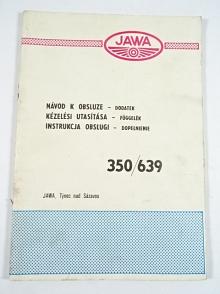 JAWA
NÁVOD K OBSLUZE - DODATEK
KEZELÉSI UTASÍTÁSA - FÜGGELÉK
INSTRUKCJA OBSŁUGI - DOPEŁNIENIE
350/639
JAWA, Týnec nad Sázavou